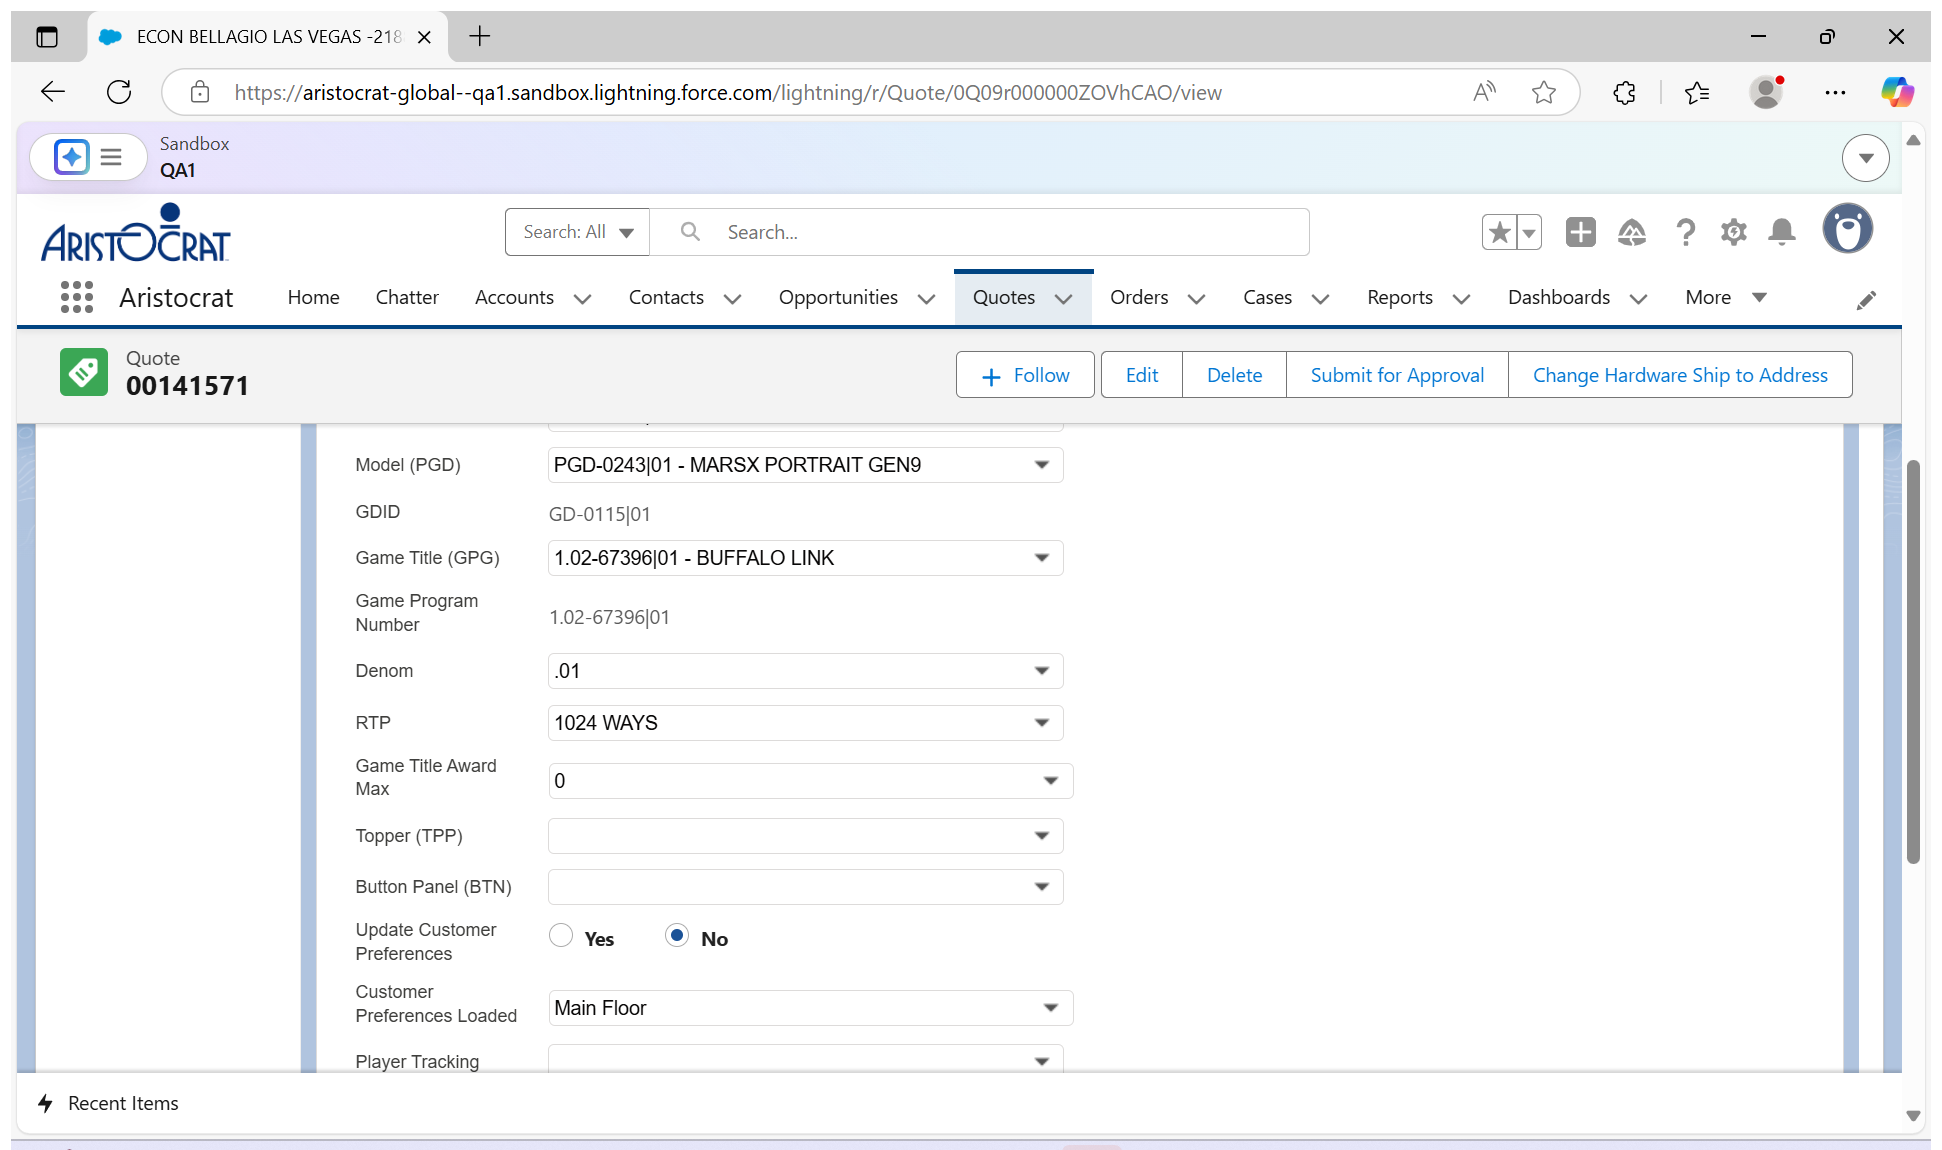 ECON BELLAGIO LAS VEGAS -218
https://aristocrat-global--qa1.sandbox.lightning.force.com/lightning/r/Quote/0Q09r000000ZOVhCAO/view
Sandbox
QA1
ARISTOCRAT
Search: All
Search...
Aristocrat
Home
Chatter
Accounts
Contacts
Opportunities
Quotes
Orders
Cases
Reports
Dashboards
More
Quote
00141571
Follow
Edit
Delete
Submit for Approval
Change Hardware Ship to Address
Model (PGD)
PGD-0243|01 - MARSX PORTRAIT GEN9
GDID
GD-0115|01
Game Title (GPG)
1.02-67396|01 - BUFFALO LINK
Game Program
Number
1.02-67396|01
Denom
.01
RTP
1024 WAYS
Game Title Award
Max
0
Topper (TPP)
Button Panel (BTN)
Update Customer
Preferences
Yes
No
Customer
Preferences Loaded
Main Floor
Player Tracking
Recent Items